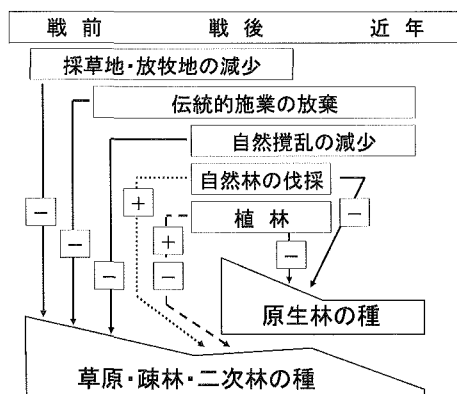 戦前 戦後 近年
採草地・放牧地の減少
伝統的施業の放棄
自然撹乱の減少
自然林の伐採
植林
+
-
+
-
-
-
-
-
原生林の種
草原・疎林・二次林の種